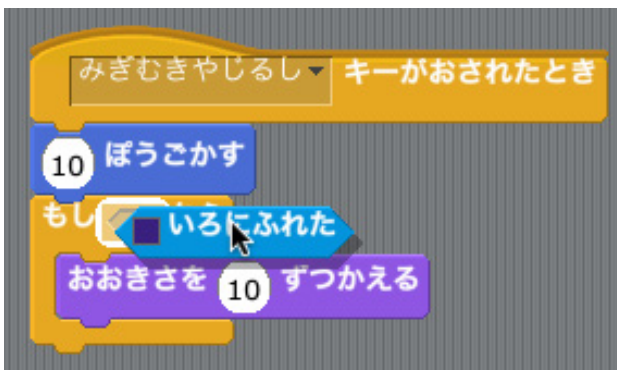 みぎむきやじるし キーがおされたとき
10 ぽうごかす
もし いろにふれた
おおきさを 10 ずつかえる